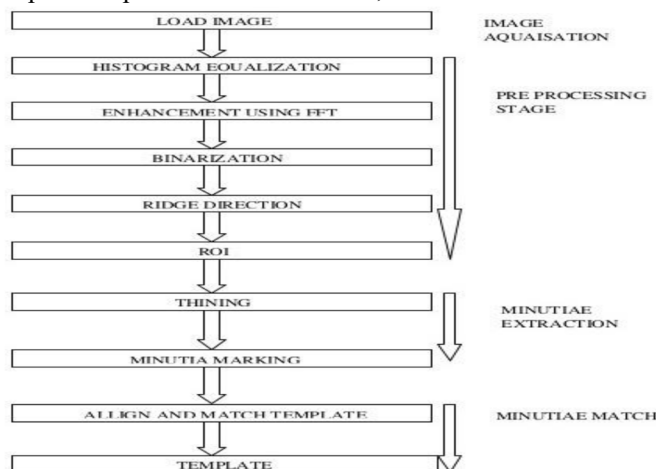 LOAD IMAGE
IMAGE
AQUAISATION
HISTOGRAM EQUALIZATION
PRE PROCESSING
STAGE
ENHANCEMENT USING FFT
BINARIZATION
RIDGE DIRECTION
ROI
THINING
MINUTIAE
EXTRACTION
MINUTIA MARKING
ALLIGN AND MATCH TEMPLATE
MINUTIAE MATCH
TEMPLATE